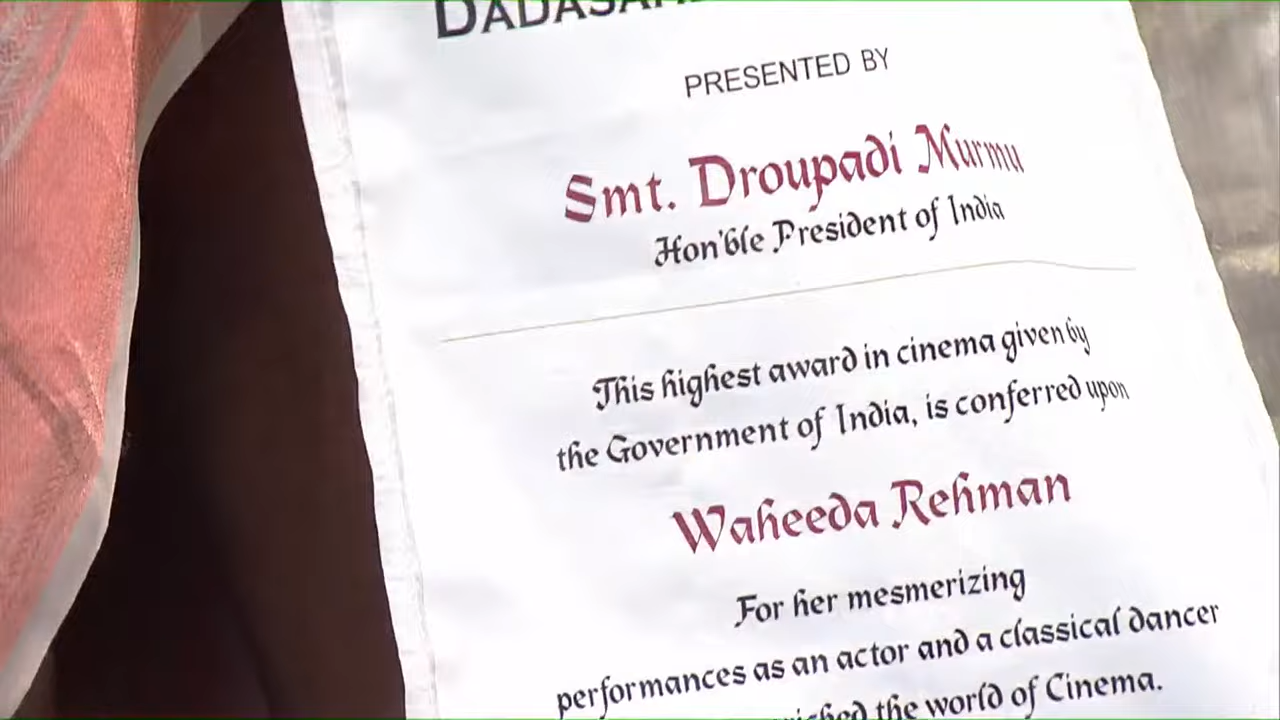 PRESENTED BY
Smt. Droupadi Murmu
Hon'ble President of India
This highest award in cinema given by
the Government of India, is conferred upon
Waheeda Rehman
For her mesmerizing
performances as an actor and a classical dancer
the world of Cinema.